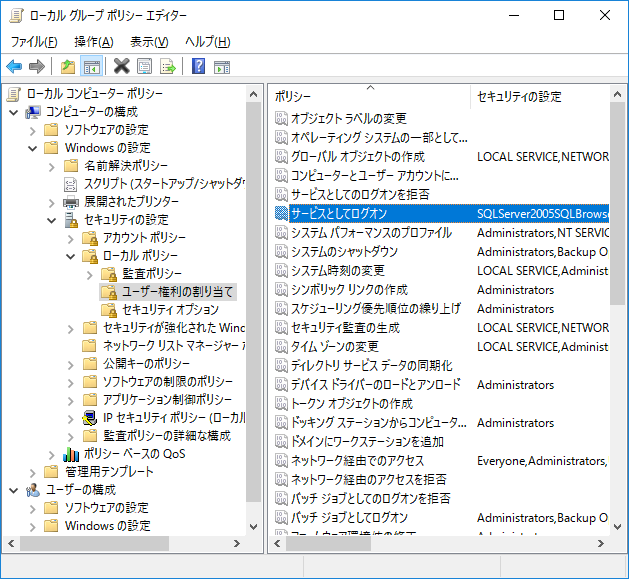 ローカル グループ ポリシー エディター
ファイル(F) 操作(A) 表示(V) ヘルプ(H)
ローカル コンピューター ポリシー
コンピューターの構成
ソフトウェアの設定
Windows の設定
名前解決ポリシー
スクリプト (スタートアップ/シャットダウ
展開されたプリンター
セキュリティの設定
アカウント ポリシー
ローカル ポリシー
監査ポリシー
ユーザー権利の割り当て
セキュリティ オプション
セキュリティが強化された Winc
ネットワーク リスト マネージャー ポ
公開キーのポリシー
ソフトウェアの制限のポリシー
アプリケーション制御ポリシー
IP セキュリティ ポリシー (ローカル
監査ポリシーの詳細な構成
ポリシー ベースの QoS
管理用テンプレート
ユーザーの構成
ソフトウェアの設定
Windows の設定
ポリシー セキュリティの設定
オブジェクト ラベルの変更
オペレーティング システムの一部として...
グローバル オブジェクトの作成 LOCAL SERVICE,NETWOR
コンピューターとユーザー アカウントに...
サービスとしてのログオンを拒否
サービスとしてログオン SQLServer2005SQLBrows
システム パフォーマンスのプロファイル Administrators,NT SERVIC
システムのシャットダウン Administrators,Backup O
システム時刻の変更 LOCAL SERVICE,Administ
シンボリック リンクの作成 Administrators
スケジューリング優先順位の繰り上げ Administrators
セキュリティ監査の生成 LOCAL SERVICE,NETWOR
タイム ゾーンの変更 LOCAL SERVICE,Administ
ディレクトリ サービス データの同期化
デバイス ドライバーのロードとアンロード Administrators
トークン オブジェクトの作成
ドッキング ステーションからコンピュータ... Administrators
ドメインにワークステーションを追加
ネットワーク経由でのアクセス Everyone,Administrators,
ネットワーク経由のアクセスを拒否
バッチ ジョブとしてのログオンを拒否
バッチ ジョブとしてログオン Administrators,Backup O
ファームウェア環境値の修正 Administrators